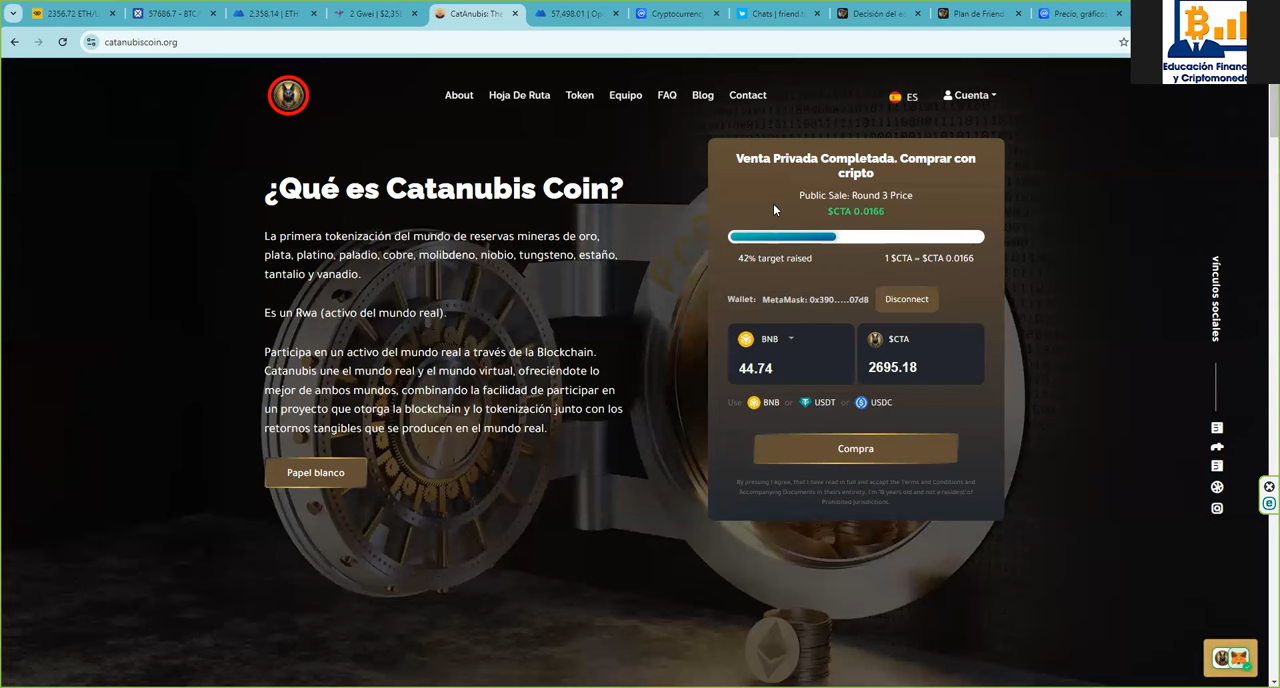 2356.72 ETH/
57686.7 - BTC/
2.358.14 | ETH
2 Gwei | $2,35
CatAnubis: The
57,498.01 | Op
Cryptocurrenc
Chats | friend.t
Decisión del ec
Plan de Friend.
Precio, gráfico
catanubiscoin.org
Educación Financ
y Criptomoneda
About
Hoja De Ruta
Token
Equipo
FAQ
Blog
Contact
ES
Cuenta
¿Qué es Catanubis Coin?
La primera tokenización del mundo de reservas mineras de oro,
plata, platino, paladio, cobre, molibdeno, niobio, tungsteno, estaño,
tantalio y vanadio.
Es un Rwa (activo del mundo real).
Participa en un activo del mundo real a través de la Blockchain.
Catanubis une el mundo real y el mundo virtual, ofreciéndote lo
mejor de ambos mundos, combinando la facilidad de participar en
un proyecto que otorga la blockchain y lo tokenización junto con los
retornos tangibles que se producen en el mundo real.
Papel blanco
Venta Privada Completada. Comprar con
cripto
Public Sale: Round 3 Price
$CTA 0.0166
42% target raised
1 $CTA = $CTA 0.0166
Wallet: MetaMask: 0x390.....07d8
Disconnect
BNB
$CTA
44.74
2695.18
Use BNB or USDT or USDC
Compra
By pressing I agree, that I have read in full and accept the Terms and Conditions and
Accompanying Documents in theirs entirety. I'm 18 years old and not a resident of
Prohibited Jurisdictions.
vínculos sociales